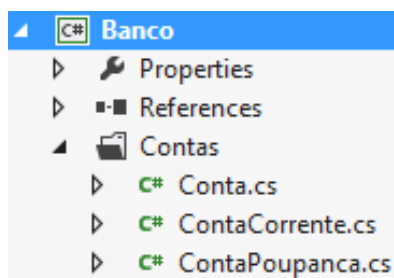 C# Banco
Properties
References
Contas
C# Conta.cs
C# ContaCorrente.cs
C# ContaPoupanca.cs